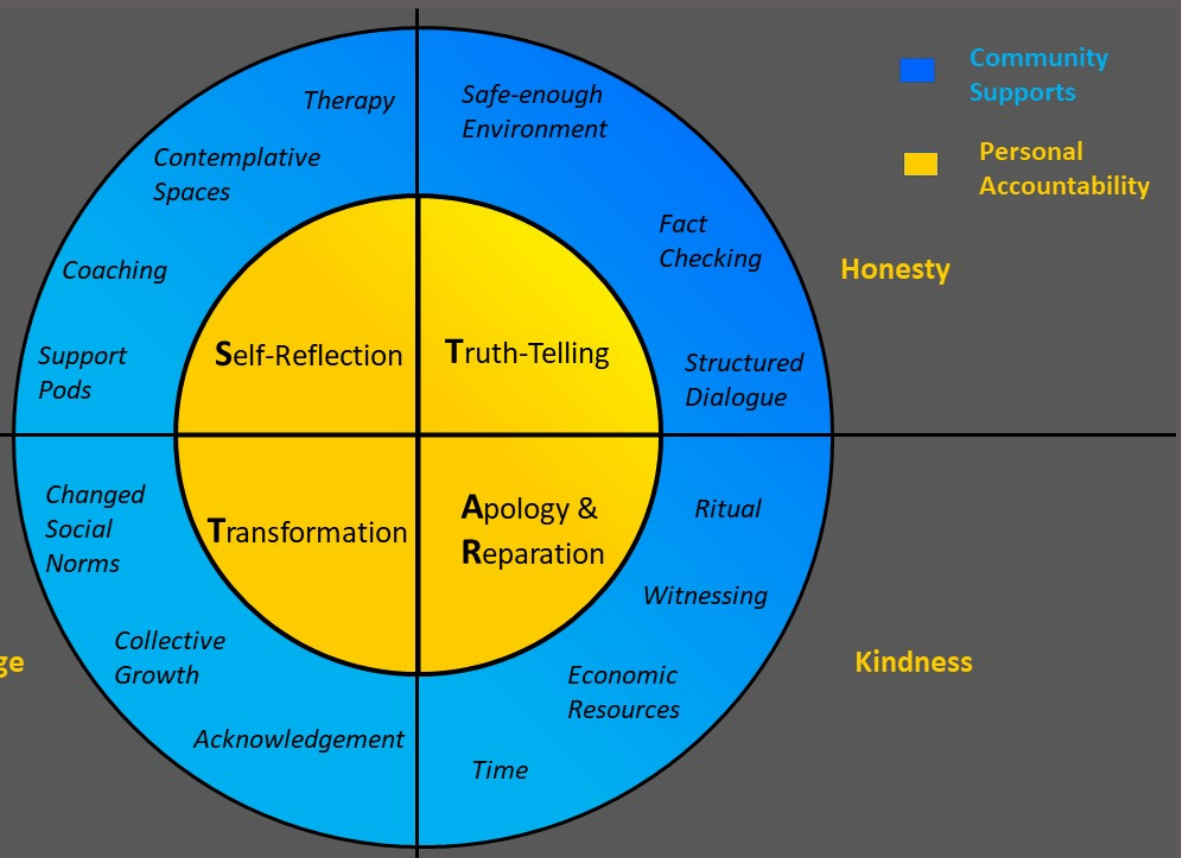 Community
Supports
Personal
Accountability
Therapy
Contemplative
Spaces
Coaching
Support
Pods
Self-Reflection
Safe-enough
Environment
Fact
Checking
Structured
Dialogue
Truth-Telling
Honesty
Changed
Social
Norms
Collective
Growth
Acknowledgement
Transformation
Apology &
Reparation
Ritual
Witnessing
Economic
Resources
Time
Kindness